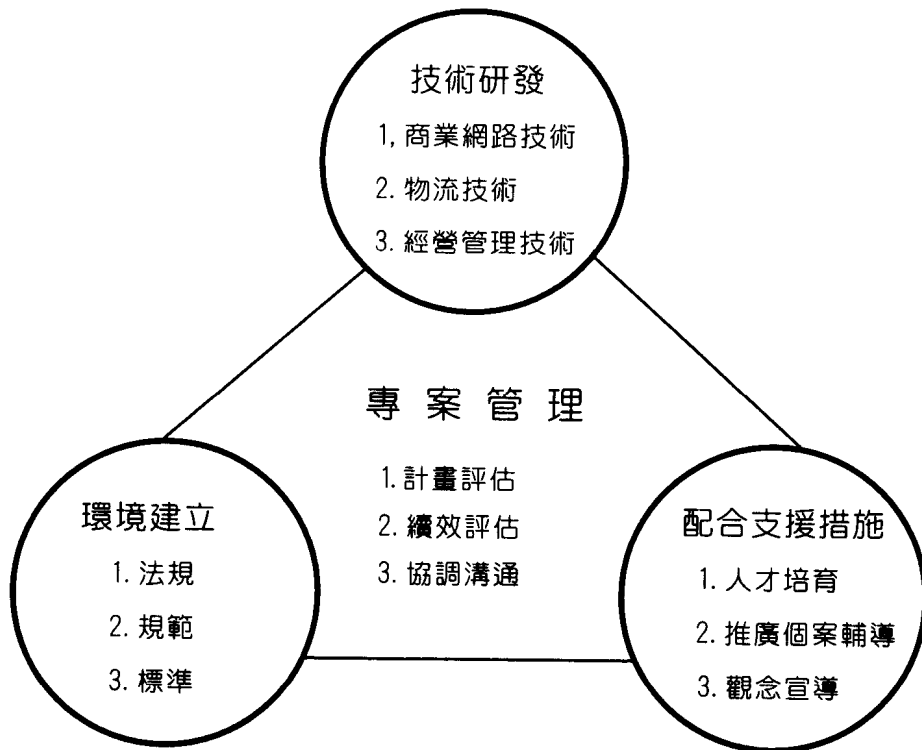 技術研發
1,商業網路技術
2.物流技術
3.經營管理技術
專案管理
1.計畫評估
2.績效評估
3.協調溝通
環境建立
1.法規
2.規範
3.標準
配合支援措施
1.人才培育
2.推廣個案輔導
3.觀念宣導